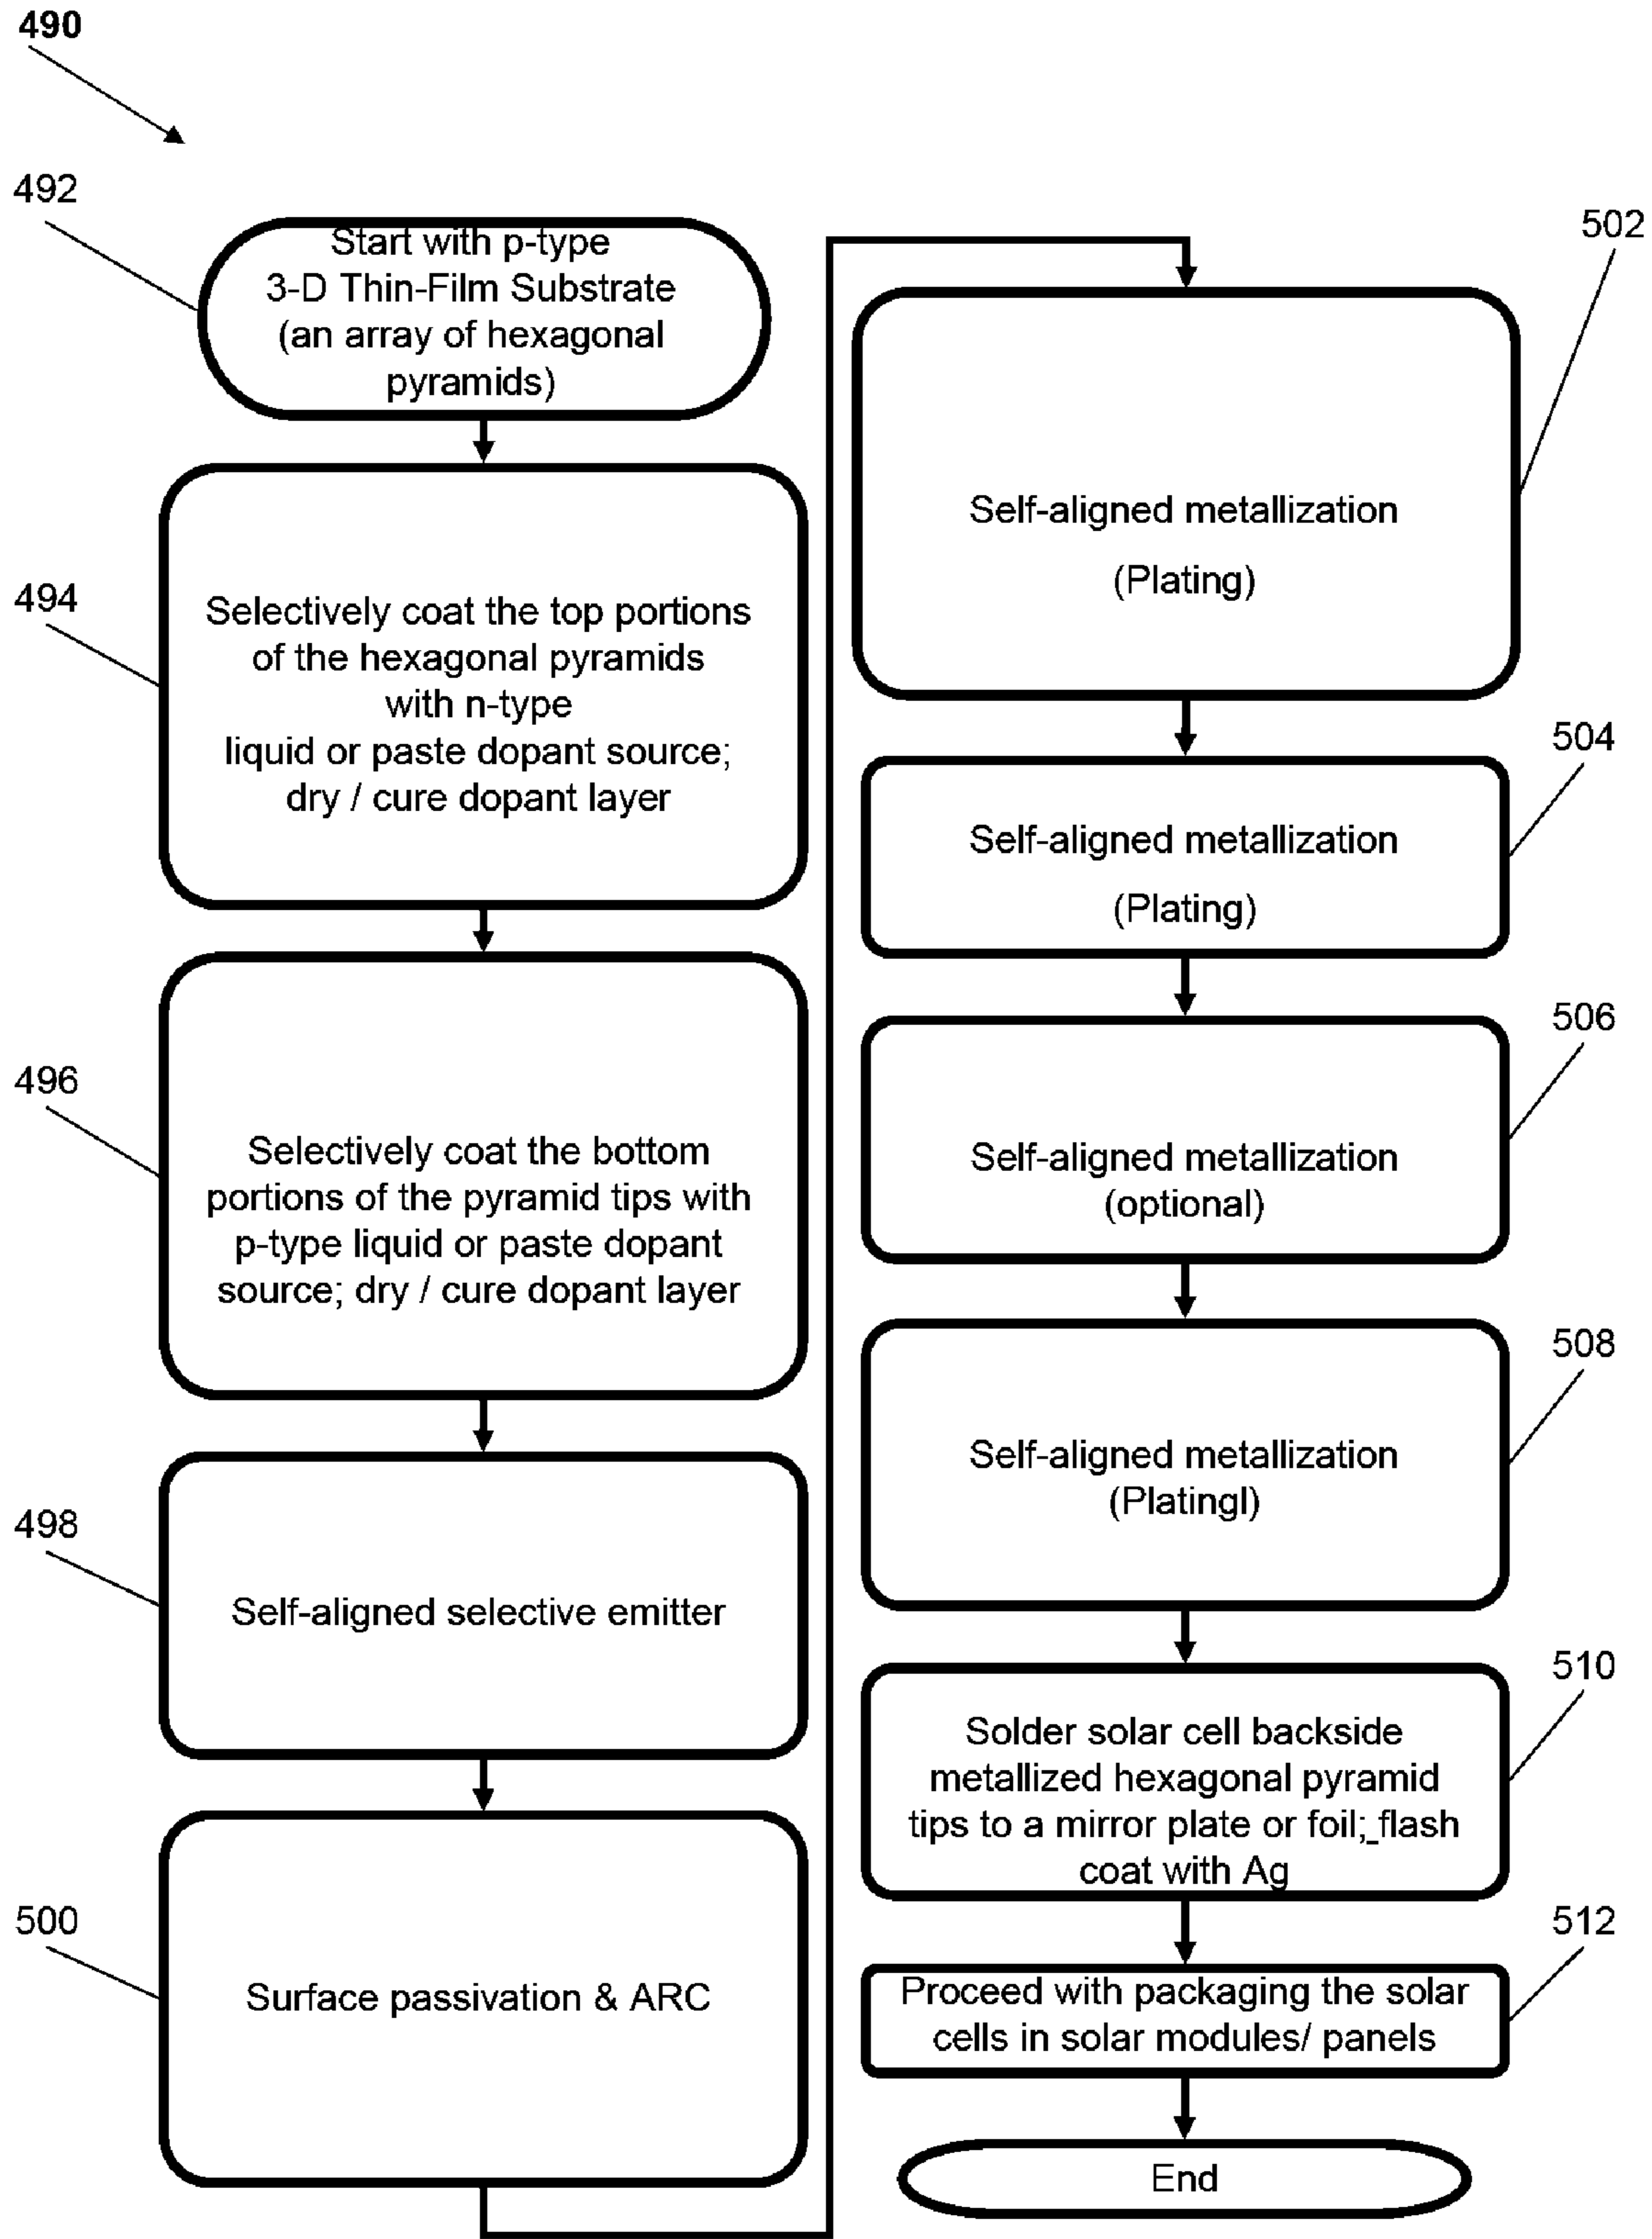 490
492
Start with p-type
3-D Thin-Film Substrate
(an array of hexagonal
pyramids)
494
Selectively coat the top portions
of the hexagonal pyramids
with n-type
liquid or paste dopant source;
dry / cure dopant layer
496
Selectively coat the bottom
portions of the pyramid tips with
p-type liquid or paste dopant
source; dry / cure dopant layer
498
Self-aligned selective emitter
500
Surface passivation & ARC
502
Self-aligned metallization
(Plating)
504
Self-aligned metallization
(Plating)
506
Self-aligned metallization
(optional)
508
Self-aligned metallization
(Platingl)
510
Solder solar cell backside
metallized hexagonal pyramid
tips to a mirror plate or foil;_flash
coat with Ag
512
Proceed with packaging the solar
cells in solar modules/ panels
End